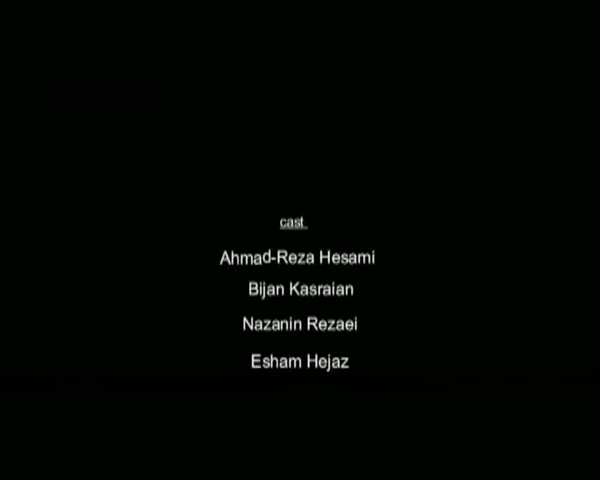 cast
Ahmad-Reza Hesami
Bijan Kasraian
Nazanin Rezaei
Esham Hejaz